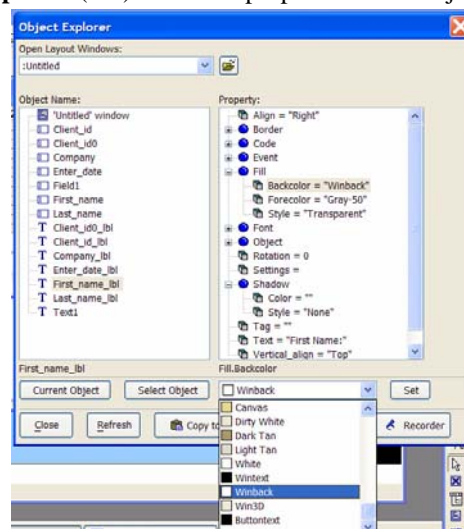 Object Explorer
Open Layout Windows:
:Untitled
Object Name:
'Untitled' window
Client_id
Client_id0
Company
Enter_date
Field1
First_name
Last_name
Client_id0_lbl
Client_id_lbl
Company_lbl
Enter_date_lbl
First_name_lbl
Last_name_lbl
Text1
Property:
Align = "Right"
Border
Code
Event
Fill
Backcolor = "Winback"
Forecolor = "Gray-50"
Style = "Transparent"
Font
Object
Rotation = 0
Settings =
Shadow
Color = ""
Style = "None"
Tag = ""
Text = "First Name:"
Vertical_align = "Top"
First_name_lbl
Fill.Backcolor
Current Object
Select Object
Winback
Set
Close
Refresh
Copy to
Recorder
Canvas
Dirty White
Dark Tan
Light Tan
White
Wintext
Winback
Win3D
Buttontext